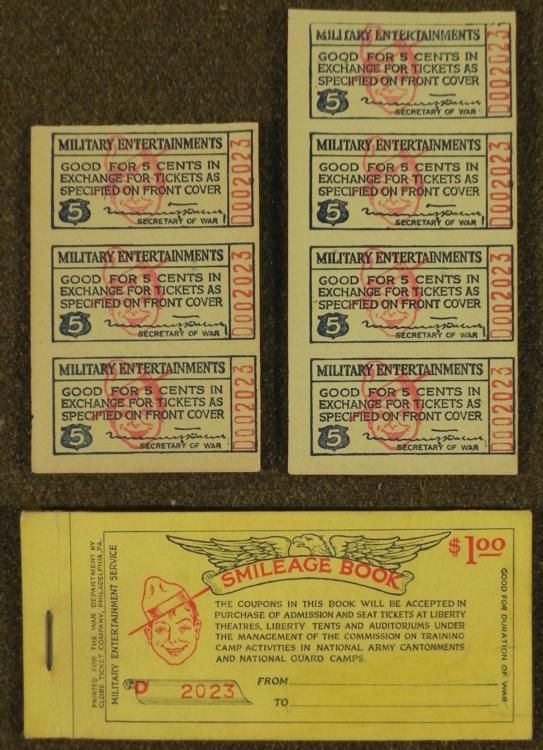 MILITARY ENTERTAINMENTS
GOOD FOR 5 CENTS IN
EXCHANGE FOR TICKETS AS
SPECIFIED ON FRONT COVER
5
SECRETARY OF WAR
D002023
MILITARY ENTERTAINMENTS
GOOD FOR 5 CENTS IN
EXCHANGE FOR TICKETS AS
SPECIFIED ON FRONT COVER
5
SECRETARY OF WAR
D002023
MILITARY ENTERTAINMENTS
GOOD FOR 5 CENTS IN
EXCHANGE FOR TICKETS AS
SPECIFIED ON FRONT COVER
5
SECRETARY OF WAR
D002023
MILITARY ENTERTAINMENTS
GOOD FOR 5 CENTS IN
EXCHANGE FOR TICKETS AS
SPECIFIED ON FRONT COVER
5
SECRETARY OF WAR
D002023
MILITARY ENTERTAINMENTS
GOOD FOR 5 CENTS IN
EXCHANGE FOR TICKETS AS
SPECIFIED ON FRONT COVER
5
SECRETARY OF WAR
D002023
MILITARY ENTERTAINMENTS
GOOD FOR 5 CENTS IN
EXCHANGE FOR TICKETS AS
SPECIFIED ON FRONT COVER
5
SECRETARY OF WAR
D002023
MILITARY ENTERTAINMENTS
GOOD FOR 5 CENTS IN
EXCHANGE FOR TICKETS AS
SPECIFIED ON FRONT COVER
5
SECRETARY OF WAR
D002023
PRINTED FOR THE WAR DEPARTMENT BY
GLOBE TICKET COMPANY, PHILADELPHIA, PA.
MILITARY ENTERTAINMENT SERVICE
$1.00
SMILEAGE BOOK
THE COUPONS IN THIS BOOK WILL BE ACCEPTED IN
PURCHASE OF ADMISSION AND SEAT TICKETS AT LIBERTY
THEATRES, LIBERTY TENTS AND AUDITORIUMS UNDER
THE MANAGEMENT OF THE COMMISSION ON TRAINING
CAMP ACTIVITIES IN NATIONAL ARMY CANTONMENTS
AND NATIONAL GUARD CAMPS.
D 2023
FROM
TO
GOOD FOR DURATION OF WAR